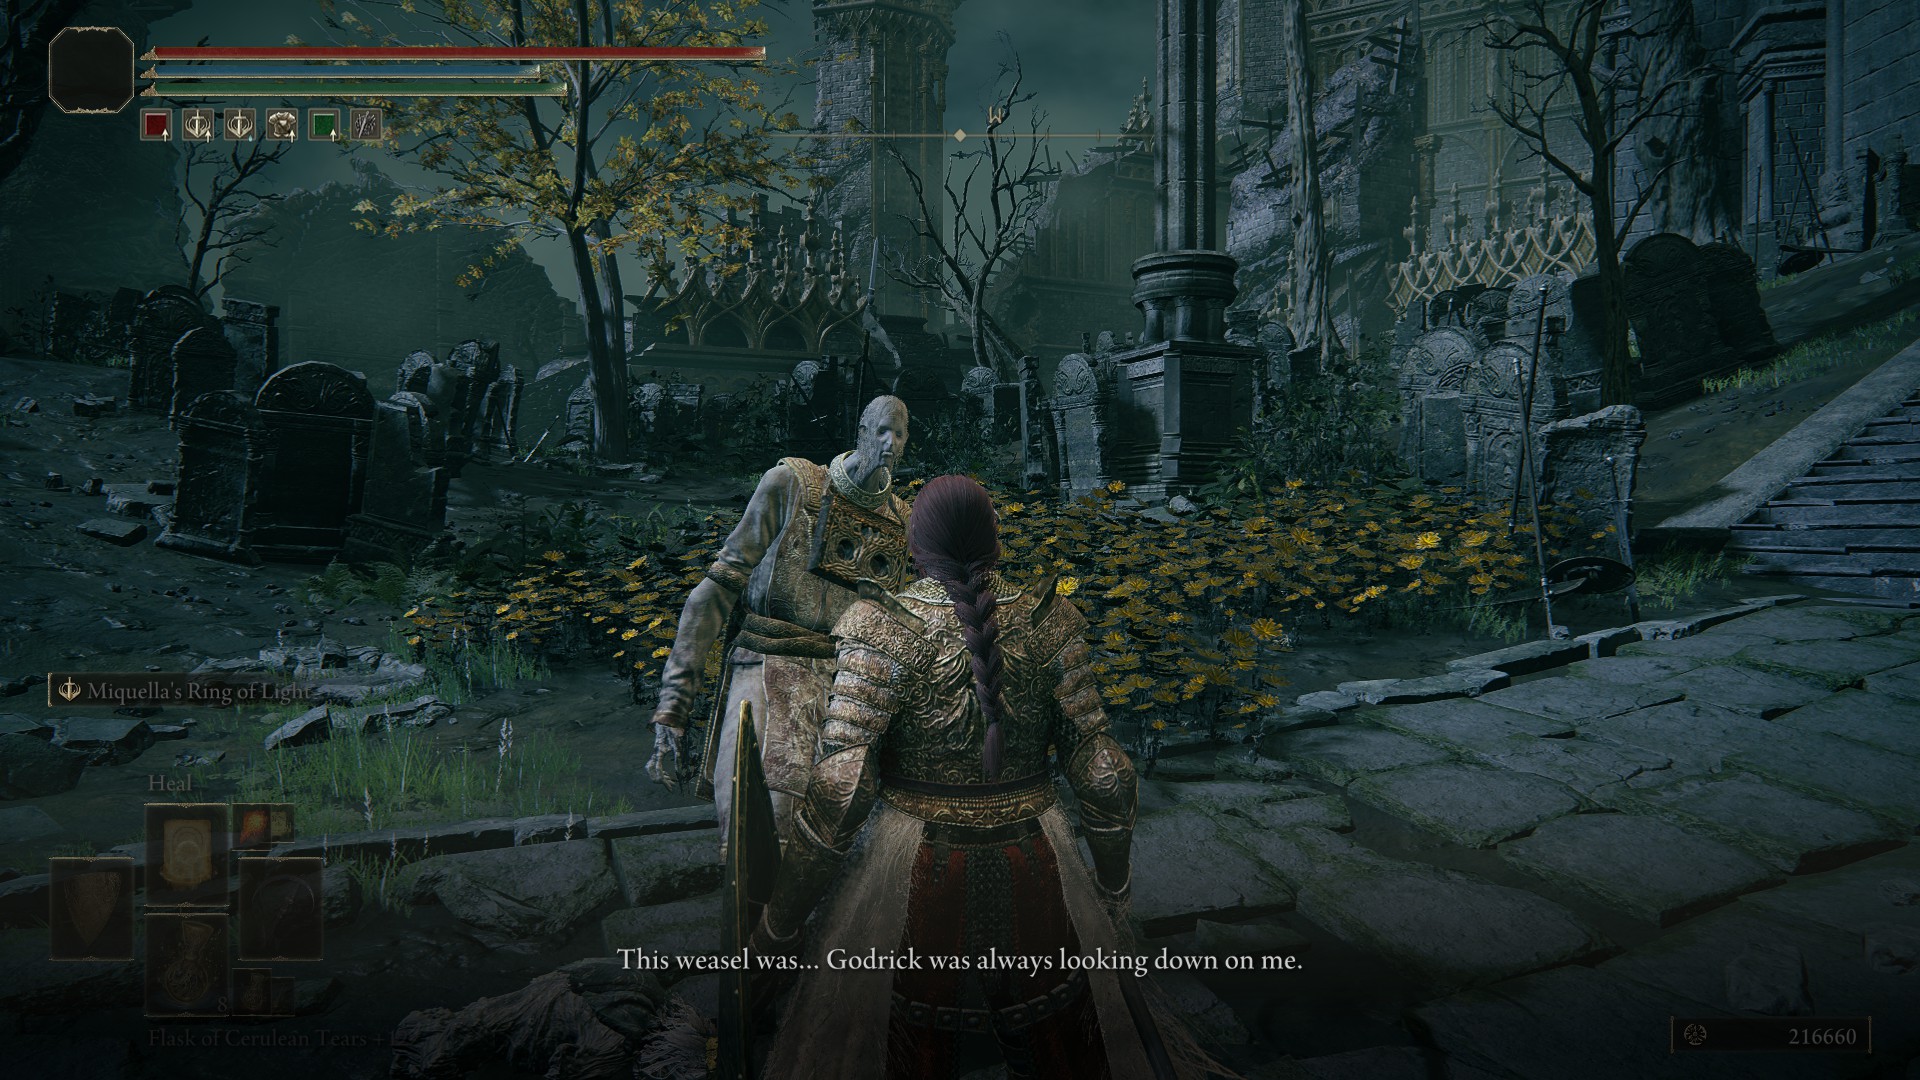 W
Miquella's Ring of Light
Heal
8
This weasel was... Godrick was always looking down on me.
Flask of Cerulean Tears +1
216660